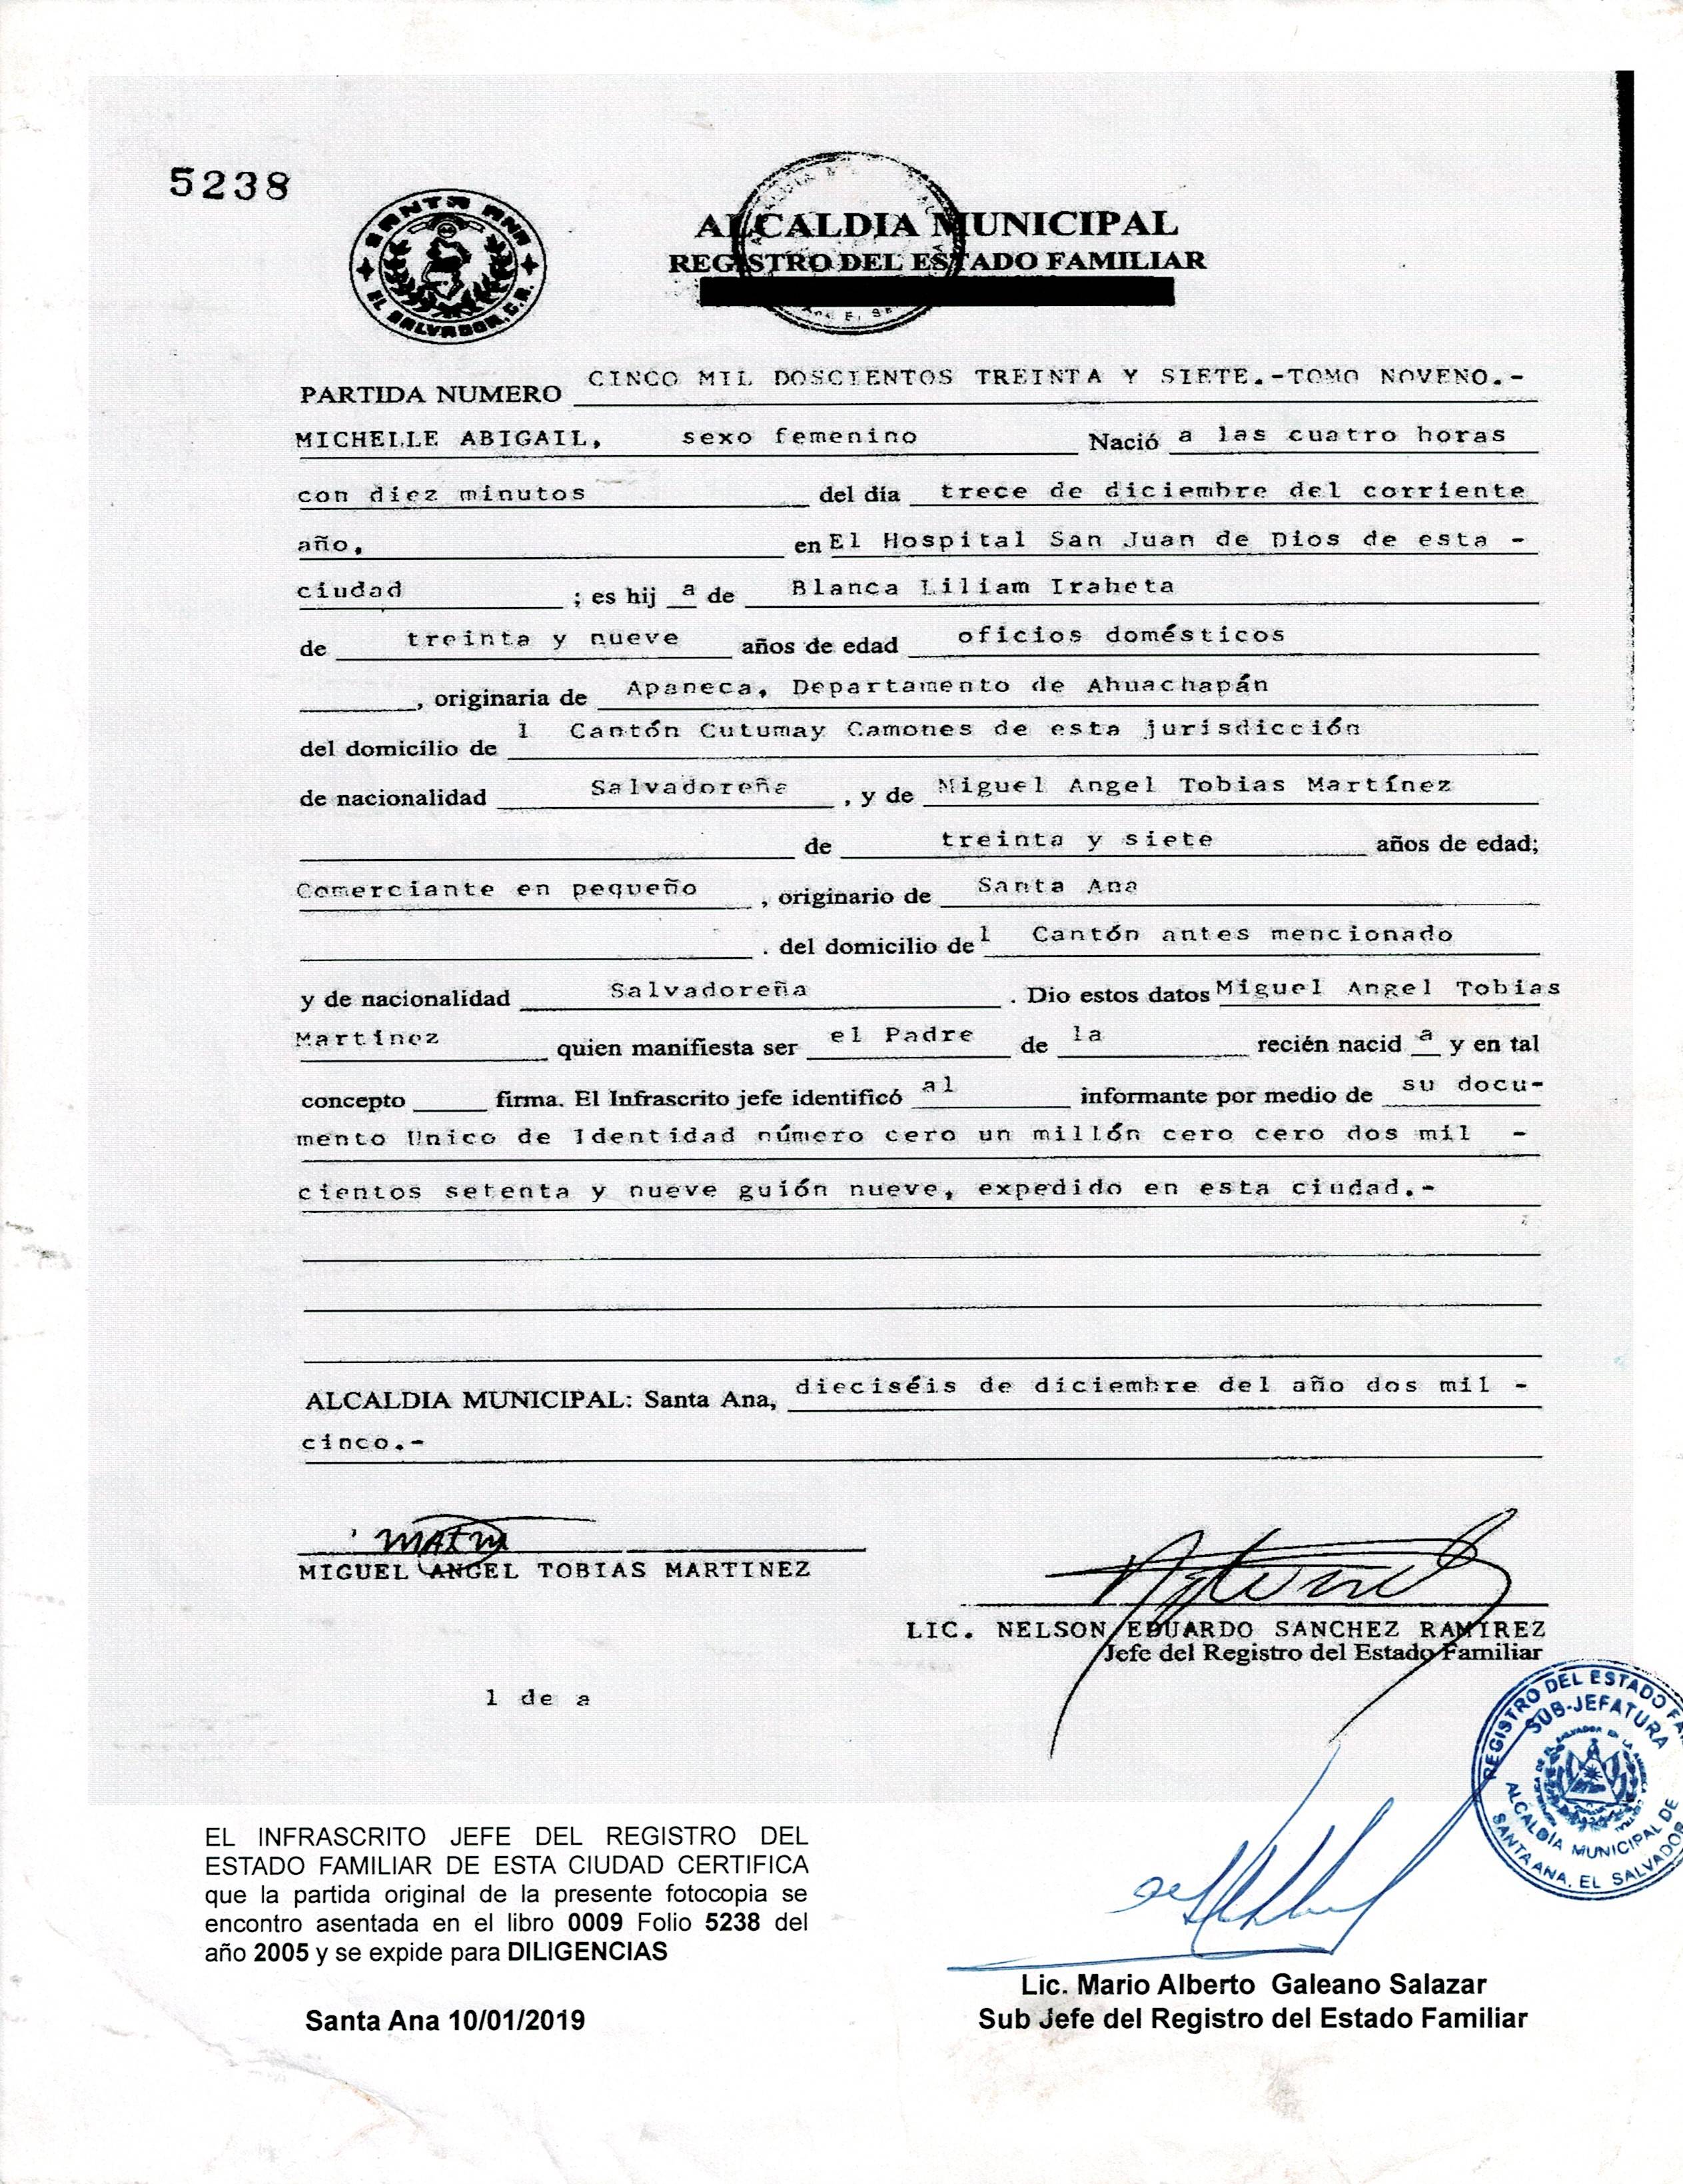 5238
SANTA ANA
EL SALVADOR, C.A.
ALCALDIA MUNICIPAL
REGISTRO DEL ESTADO FAMILIAR
PARTIDA NUMERO CINCO MIL DOSCIENTOS TREINTA Y SIETE.-TOMO NOVENO.-
MICHELLE ABIGAIL, sexo femenino Nació a las cuatro horas
con diez minutos del día trece de diciembre del corriente
año, en El Hospital San Juan de Dios de esta -
ciudad ; es hij a de Blanca Liliam Iraheta
de treinta y nueve años de edad oficios domésticos
, originaria de Apaneca, Departamento de Ahuachapán
del domicilio de l Cantón Cutumay Camones de esta jurisdicción
de nacionalidad Salvadoreña , y de Miguel Angel Tobias Martínez
de treinta y siete años de edad;
Comerciante en pequeño , originario de Santa Ana
. del domicilio de l Cantón antes mencionado
y de nacionalidad Salvadoreña . Dio estos datos Miguel Angel Tobias
Martínez quien manifiesta ser el Padre de la recién nacid a y en tal
concepto firma. El Infrascrito jefe identificó al informante por medio de su docu-
mento Unico de Identidad número cero un millón cero cero dos mil -
cientos setenta y nueve guión nueve, expedido en esta ciudad.-
ALCALDIA MUNICIPAL: Santa Ana, dieciséis de diciembre del año dos mil -
cinco.-
MIGUEL ANGEL TOBIAS MARTINEZ
LIC. NELSON EDUARDO SANCHEZ RAMIREZ
Jefe del Registro del Estado Familiar
1 de a
REGISTRO DEL ESTADO FA
SUB-JEFATURA
ALCALDÍA MUNICIPAL DE
SANTA ANA, EL SALVADOR
EL INFRASCRITO JEFE DEL REGISTRO DEL
ESTADO FAMILIAR DE ESTA CIUDAD CERTIFICA
que la partida original de la presente fotocopia se
encontro asentada en el libro 0009 Folio 5238 del
año 2005 y se expide para DILIGENCIAS
Santa Ana 10/01/2019
Lic. Mario Alberto Galeano Salazar
Sub Jefe del Registro del Estado Familiar